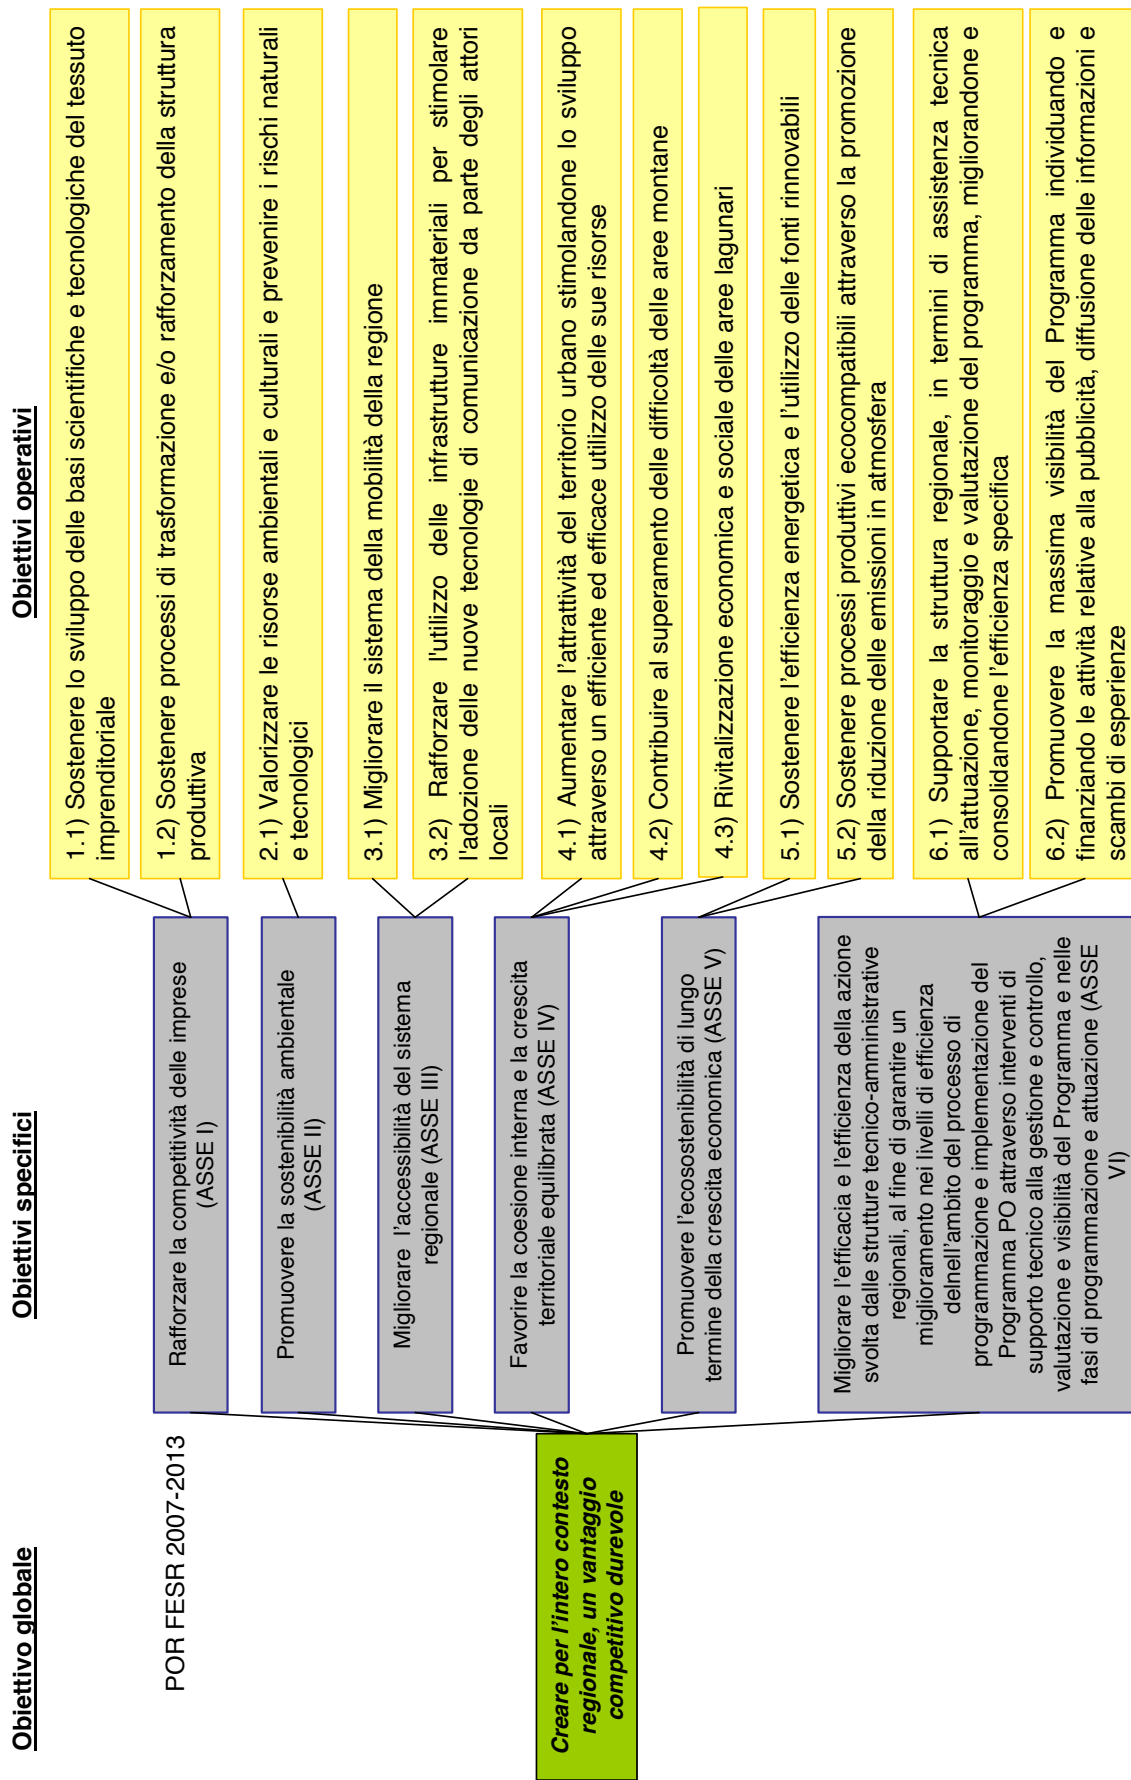 Obiettivo globale
Obiettivi specifici
Obiettivi operativi
POR FESR 2007-2013
Creare per l'intero contesto
regionale, un vantaggio
competitivo durevole
Rafforzare la competitività delle imprese
(ASSE I)
Promuovere la sostenibilità ambientale
(ASSE II)
Migliorare l'accessibilità del sistema
regionale (ASSE III)
Favorire la coesione interna e la crescita
territoriale equilibrata (ASSE IV)
Promuovere l'ecosostenibilità di lungo
termine della crescita economica (ASSE V)
Migliorare l'efficacia e l'efficienza della azione
svolta dalle strutture tecnico-amministrative
regionali, al fine di garantire un
miglioramento nei livelli di efficienza
delnell'ambito del processo di
programmazione e implementazione del
Programma PO attraverso interventi di
supporto tecnico alla gestione e controllo,
valutazione e visibilità del Programma e nelle
fasi di programmazione e attuazione (ASSE
VI)
1.1) Sostenere lo sviluppo delle basi scientifiche e tecnologiche del tessuto
imprenditoriale
1.2) Sostenere processi di trasformazione e/o rafforzamento della struttura
produttiva
2.1) Valorizzare le risorse ambientali e culturali e prevenire i rischi naturali
e tecnologici
3.1) Migliorare il sistema della mobilità della regione
3.2) Rafforzare l'utilizzo delle infrastrutture immateriali per stimolare
l'adozione delle nuove tecnologie di comunicazione da parte degli attori
locali
4.1) Aumentare l'attrattività del territorio urbano stimolandone lo sviluppo
attraverso un efficiente ed efficace utilizzo delle sue risorse
4.2) Contribuire al superamento delle difficoltà delle aree montane
4.3) Rivitalizzazione economica e sociale delle aree lagunari
5.1) Sostenere l'efficienza energetica e l'utilizzo delle fonti rinnovabili
5.2) Sostenere processi produttivi ecocompatibili attraverso la promozione
della riduzione delle emissioni in atmosfera
6.1) Supportare la struttura regionale, in termini di assistenza tecnica
all'attuazione, monitoraggio e valutazione del programma, migliorandone e
consolidandone l'efficienza specifica
6.2) Promuovere la massima visibilità del Programma individuando e
finanziando le attività relative alla pubblicità, diffusione delle informazioni e
scambi di esperienze